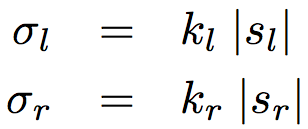 σ_l = k_l |s_l|
σ_r = k_r |s_r|